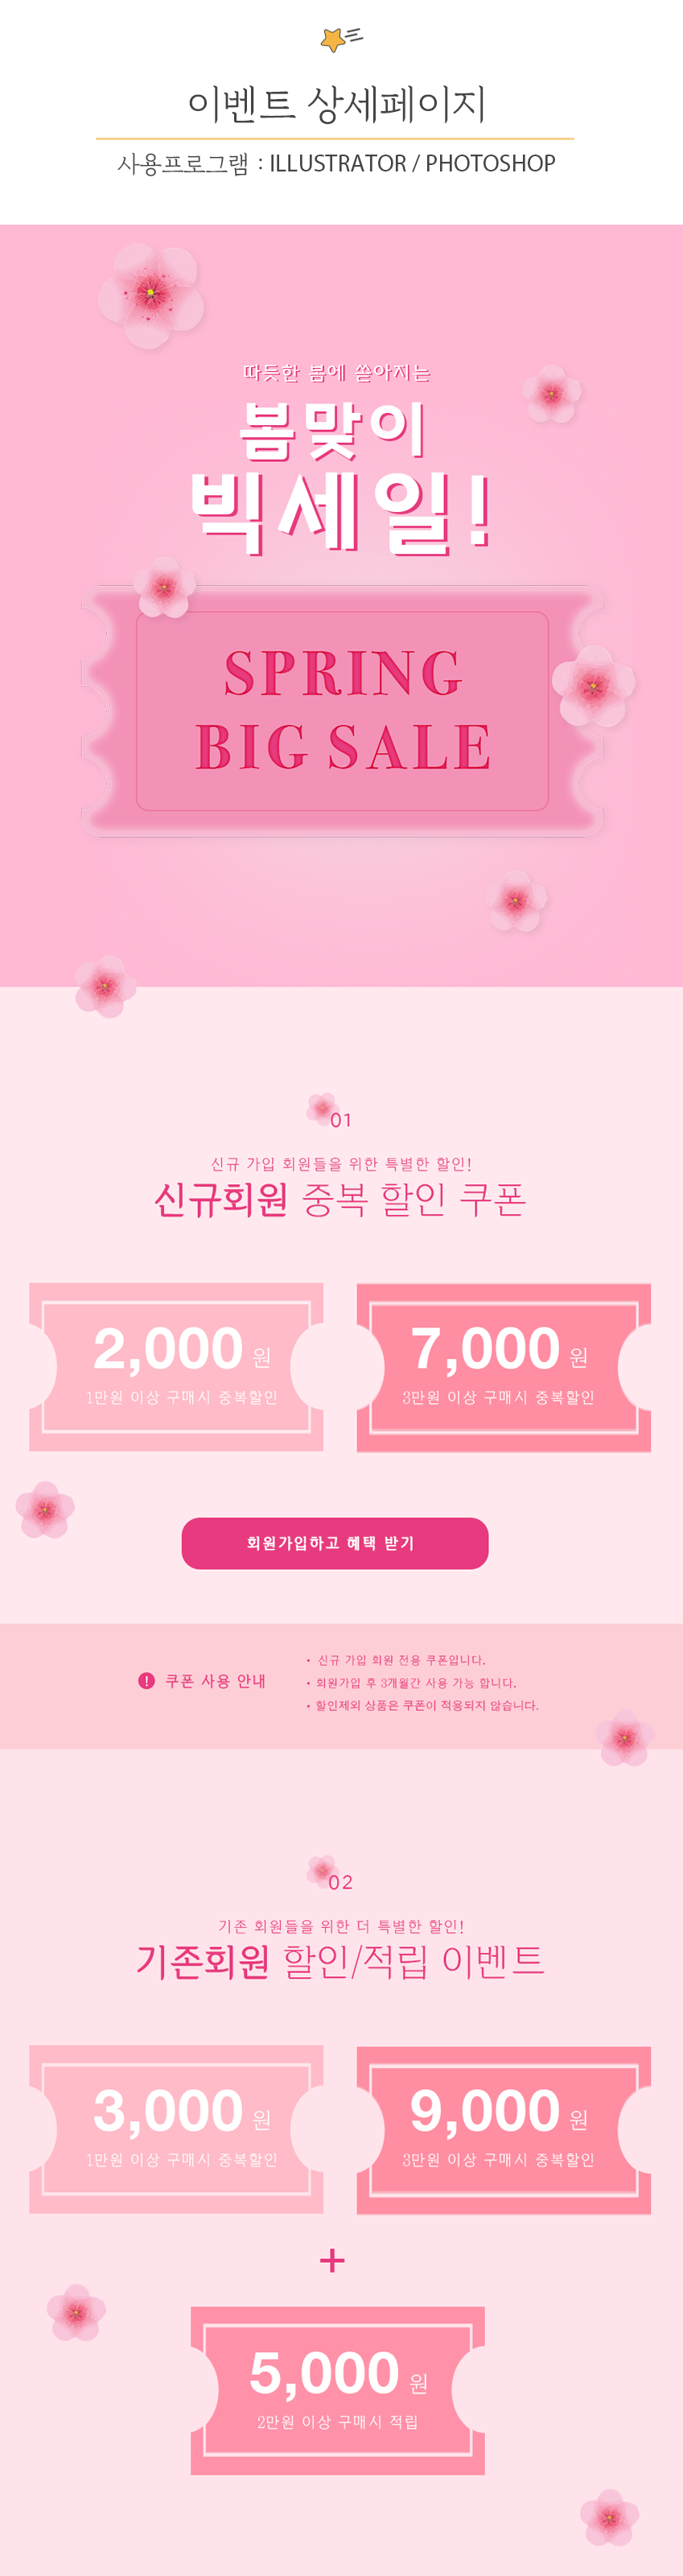 이벤트 상세페이지
사용프로그램 : ILLUSTRATOR / PHOTOSHOP
따듯한 봄에 쏟아지는
봄맞이
빅세일!
SPRING
BIG SALE
01
신규 가입 회원들을 위한 특별한 할인!
신규회원 중복 할인 쿠폰
2,000 원
1만원 이상 구매시 중복할인
7,000 원
3만원 이상 구매시 중복할인
회원가입하고 혜택 받기
! 쿠폰 사용 안내
• 신규 가입 회원 전용 쿠폰입니다.
• 회원가입 후 3개월간 사용 가능 합니다.
• 할인제외 상품은 쿠폰이 적용되지 않습니다.
02
기존 회원들을 위한 더 특별한 할인!
기존회원 할인/적립 이벤트
3,000 원
1만원 이상 구매시 중복할인
9,000 원
3만원 이상 구매시 중복할인
+
5,000 원
2만원 이상 구매시 적립